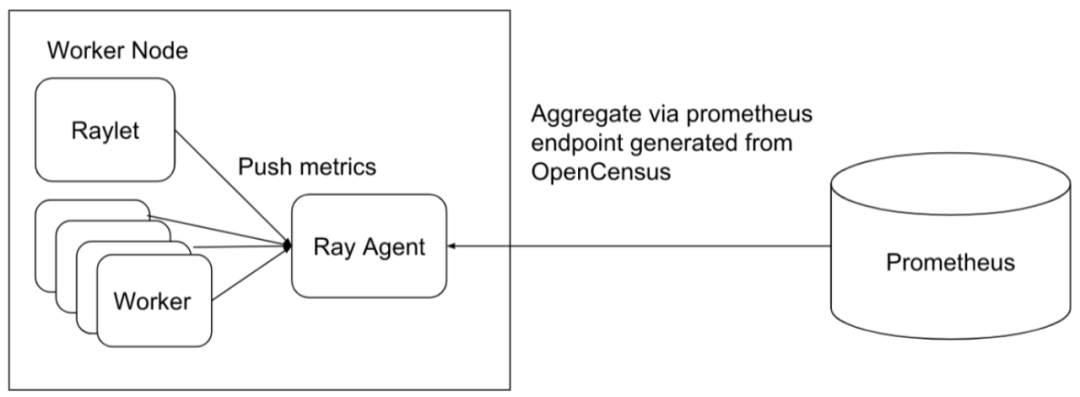 Worker Node
Raylet
Push metrics
Ray Agent
Worker
Aggregate via prometheus
endpoint generated from
OpenCensus
Prometheus